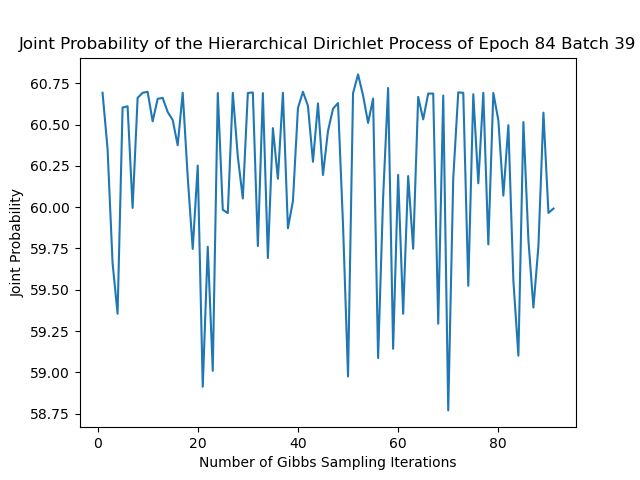 Joint Probability of the Hierarchical Dirichlet Process of Epoch 84 Batch 39
60.75
60.50
60.25
60.00
59.75
59.50
59.25
59.00
58.75
Joint Probability
0 20 40 60 80
Number of Gibbs Sampling Iterations